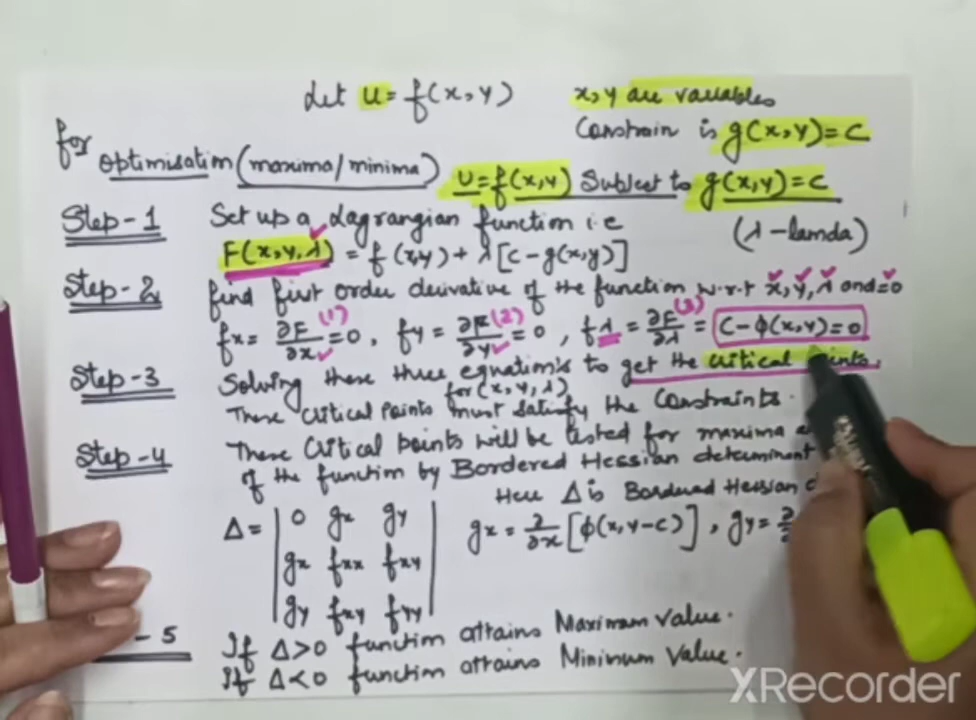 Let U = f(x,y) x,y are variables
Constrain is g(x,y)=c
for
optimisation (maxima/minima) U=f(x,y) Subject to g(x,y)=c
Step-1 Set up a Lagrangian function i.e
F(x,y,λ) = f(x,y) + λ[c-g(x,y)] (λ-lamda)
Step-2 find first order derivative of the function w.r.t x,y,λ and=0
fx = ∂F/∂x = 0, (1) fy = ∂F/∂y = 0, (2) fλ = ∂F/∂λ = (3) C-ϕ(x,y)=0
Step-3 Solving these three equation's to get the critical points.
for(x,y,λ)
These critical points must satisfy the constraints.
Step-4 These critical points will be tested for maxima
of the function by Bordered Hessian determinant
Here Δ is Bordered Hessian
Δ= | 0 gx gy | gx = ∂/∂x [ϕ(x,y-c)], gy =
| gx fxx fxy |
| gy fxy fyy |
- 5 If Δ>0 function attains Maximum value.
If Δ<0 function attains Minimum value.
XRecorder